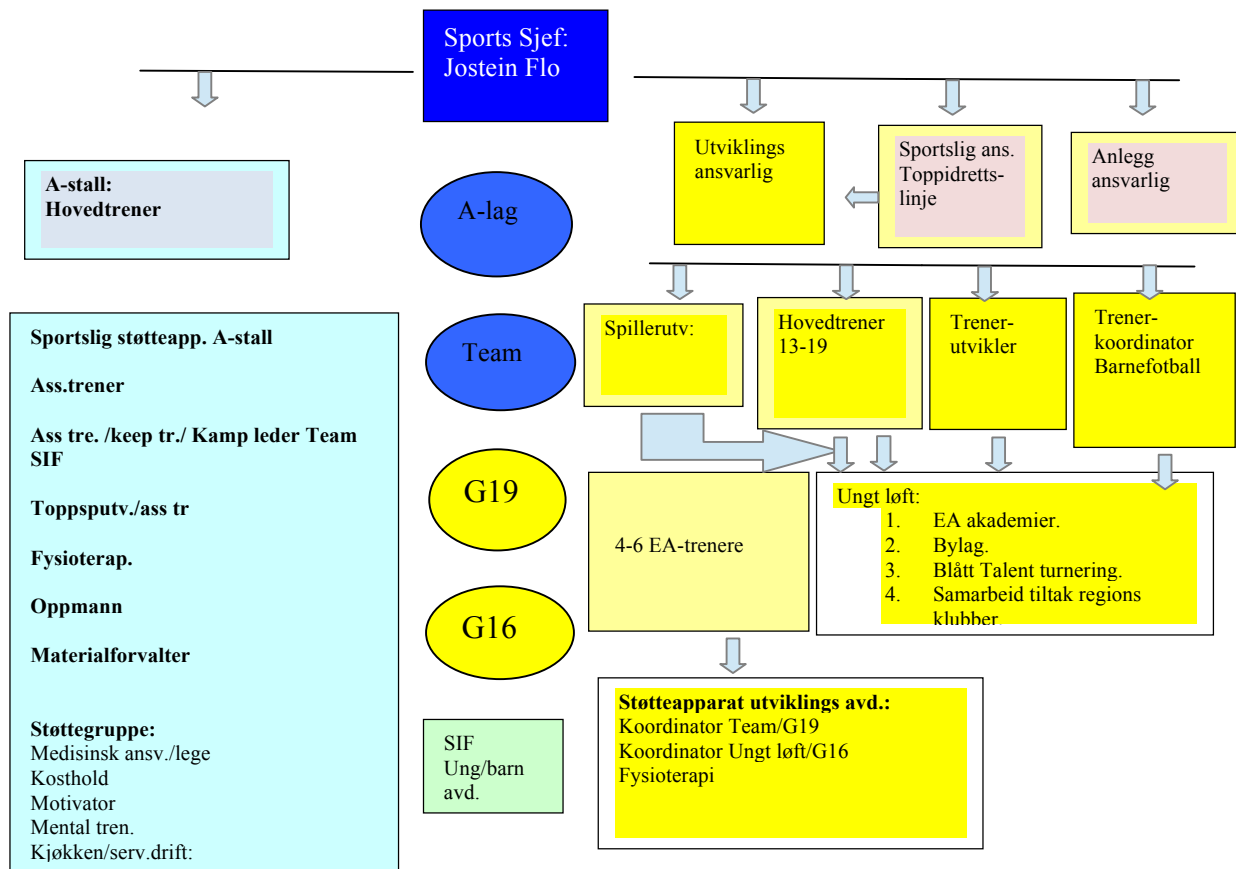 Sports Sjef:
Jostein Flo
A-stall:
Hovedtrener
A-lag
Utviklings
ansvarlig
Sportslig ans.
Toppidretts-
linje
Anlegg
ansvarlig
Sportslig støtteapp. A-stall
Ass.trener
Ass tre. /keep tr./ Kamp leder Team
SIF
Toppsputv./ass tr
Fysioterap.
Oppmann
Materialforvalter
Støttegruppe:
Medisinsk ansv./lege
Kosthold
Motivator
Mental tren.
Kjøkken/serv.drift:
Team
Spillerutv:
Hovedtrener
13-19
Trener-
utvikler
Trener-
koordinator
Barnefotball
G19
4-6 EA-trenere
Ungt løft:
1. EA akademier.
2. Bylag.
3. Blått Talent turnering.
4. Samarbeid tiltak regions
klubber.
G16
SIF
Ung/barn
avd.
Støtteapparat utviklings avd.:
Koordinator Team/G19
Koordinator Ungt løft/G16
Fysioterapi